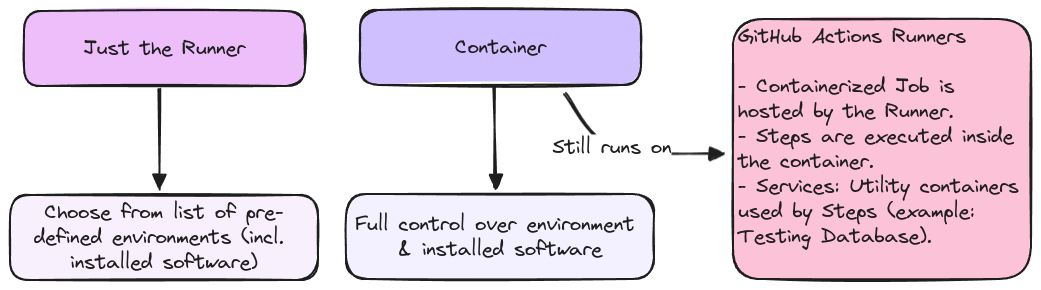 Just the Runner
Container
GitHub Actions Runners
- Containerized Job is
hosted by the Runner.
- Steps are executed inside
the container.
- Services: Utility containers
used by Steps (example:
Testing Database).
Still runs on
Choose from list of pre-
defined environments (incl.
installed software)
Full control over environment
& installed software